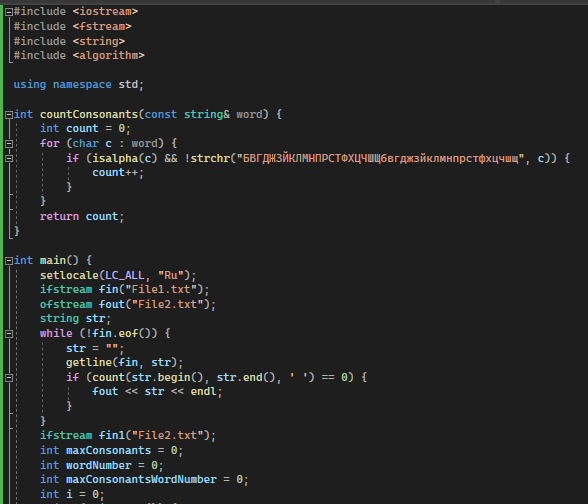 #include <iostream>
#include <fstream>
#include <string>
#include <algorithm>
using namespace std;
int countConsonants(const string& word) {
int count = 0;
for (char c : word) {
if (isalpha(c) && !strchr("БВГДЖЗЙКЛМНПРСТФХЦЧШЩбвгджзйклмнпрстфхцчшщ", c)) {
count++;
}
}
return count;
}
int main() {
setlocale(LC_ALL, "Ru");
ifstream fin("File1.txt");
ofstream fout("File2.txt");
string str;
while (!fin.eof()) {
str = "";
getline(fin, str);
if (count(str.begin(), str.end(), ' ') == 0) {
fout << str << endl;
}
}
ifstream fin1("File2.txt");
int maxConsonants = 0;
int wordNumber = 0;
int maxConsonantsWordNumber = 0;
int i = 0;